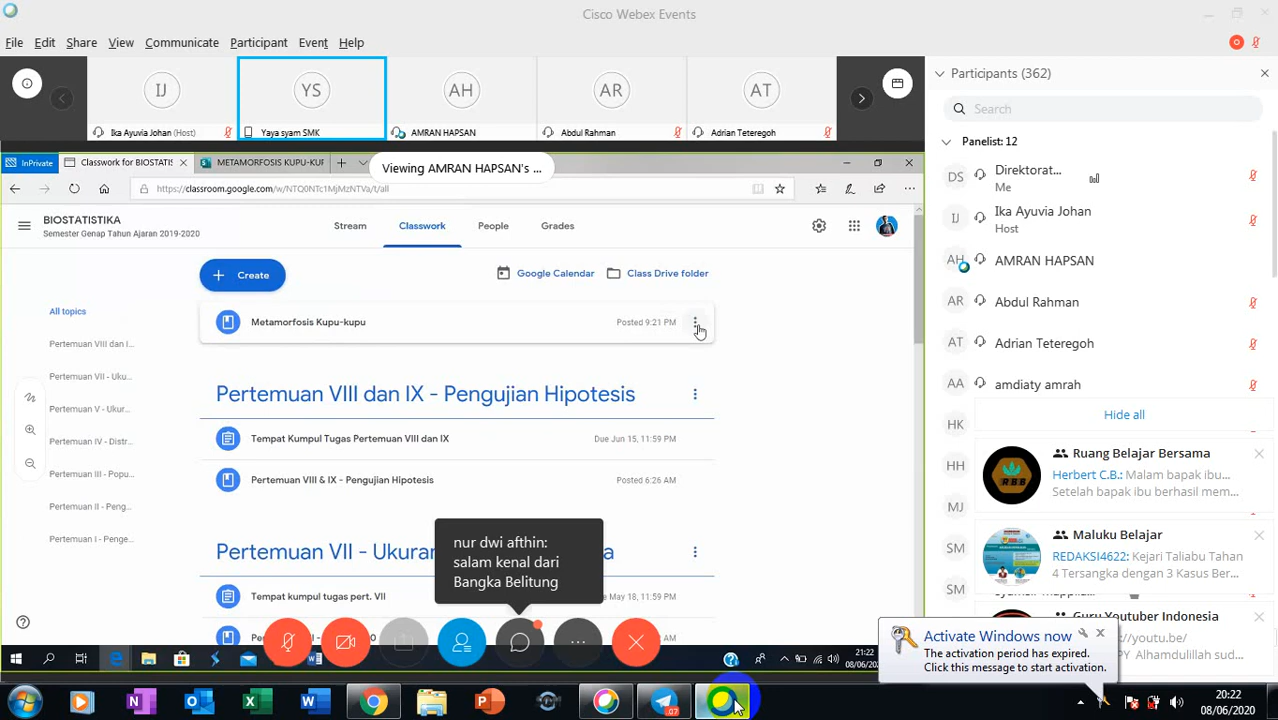 Cisco Webex Events
File Edit Share View Communicate Participant Event Help
IJ
Ika Ayuvia Johan (Host)
YS
Yaya syam SMK
AH
AMRAN HAPSAN
AR
Abdul Rahman
AT
Adrian Teteregoh
InPrivate
Classwork for BIOSTATIS
METAMORFOSIS KUPU-KUP
Viewing AMRAN HAPSAN's ...
https://classroom.google.com/w/NTQ0NTc1MjMzNTVa/t/all
BIOSTATISTIKA
Semester Genap Tahun Ajaran 2019-2020
Stream Classwork People Grades
Create
Google Calendar Class Drive folder
All topics
Pertemuan VIII dan I...
Pertemuan VII - Uku...
Pertemuan V - Ukur...
Pertemuan IV - Distr...
Pertemuan III - Popu...
Pertemuan II - Peng...
Pertemuan I - Penge...
Metamorfosis Kupu-kupu Posted 9:21 PM
Pertemuan VIII dan IX - Pengujian Hipotesis
Tempat Kumpul Tugas Pertemuan VIII dan IX Due Jun 15, 11:59 PM
Pertemuan VIII & IX - Pengujian Hipotesis Posted 6:26 AM
Pertemuan VII - Ukuran a
Tempat kumpul tugas pert. VII e May 18, 11:59 PM
nur dwi afthin:
salam kenal dari
Bangka Belitung
21:22
08/06/2020
Participants (362)
Search
Panelist: 12
DS
Direktorat...
Me
IJ
Ika Ayuvia Johan
Host
AH
AMRAN HAPSAN
AR
Abdul Rahman
AT
Adrian Teteregoh
AA
amdiaty amrah
HK
HH
MJ
SM
SM
Hide all
RBB
Ruang Belajar Bersama
Herbert C.B.: Malam bapak ibu
Setelah bapak ibu berhasil mem...
Maluku Belajar
REDAKSI4622: Kejari Taliabu Tahan
4 Tersangka dengan 3 Kasus Ber...
Guru Youtuber Indonesia
://youtu.be/
PY Alhamdulillah sud...
Activate Windows now
The activation period has expired.
Click this message to start activation.
20:22
08/06/2020